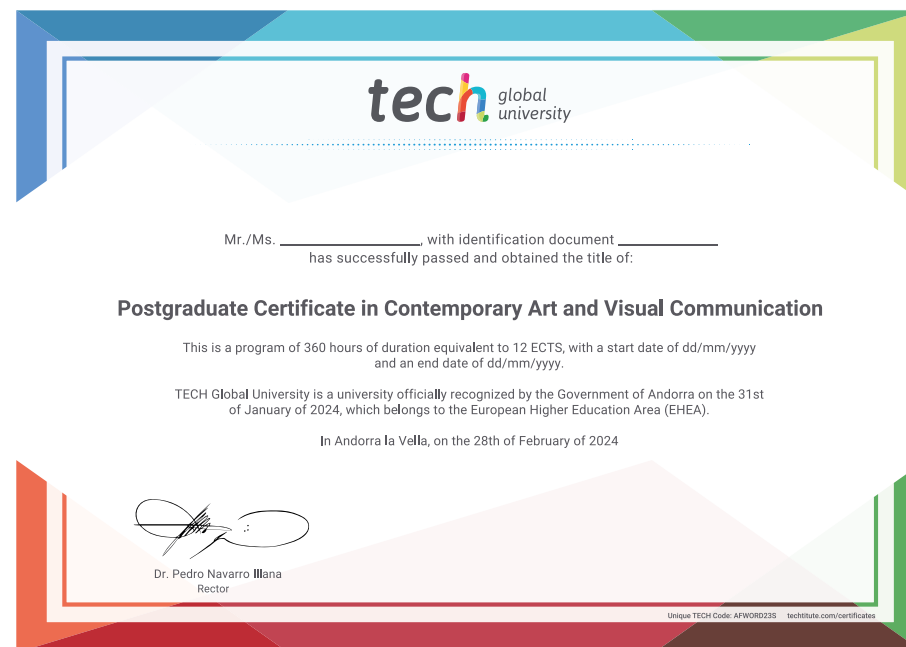 tech global
university
Mr./Ms. ____________, with identification document ____________
has successfully passed and obtained the title of:
Postgraduate Certificate in Contemporary Art and Visual Communication
This is a program of 360 hours of duration equivalent to 12 ECTS, with a start date of dd/mm/yyyy
and an end date of dd/mm/yyyy.
TECH Global University is a university officially recognized by the Government of Andorra on the 31st
of January of 2024, which belongs to the European Higher Education Area (EHEA).
In Andorra la Vella, on the 28th of February of 2024
Dr. Pedro Navarro Illana
Rector
Unique TECH Code: AFWORD23S techtitute.com/certificates